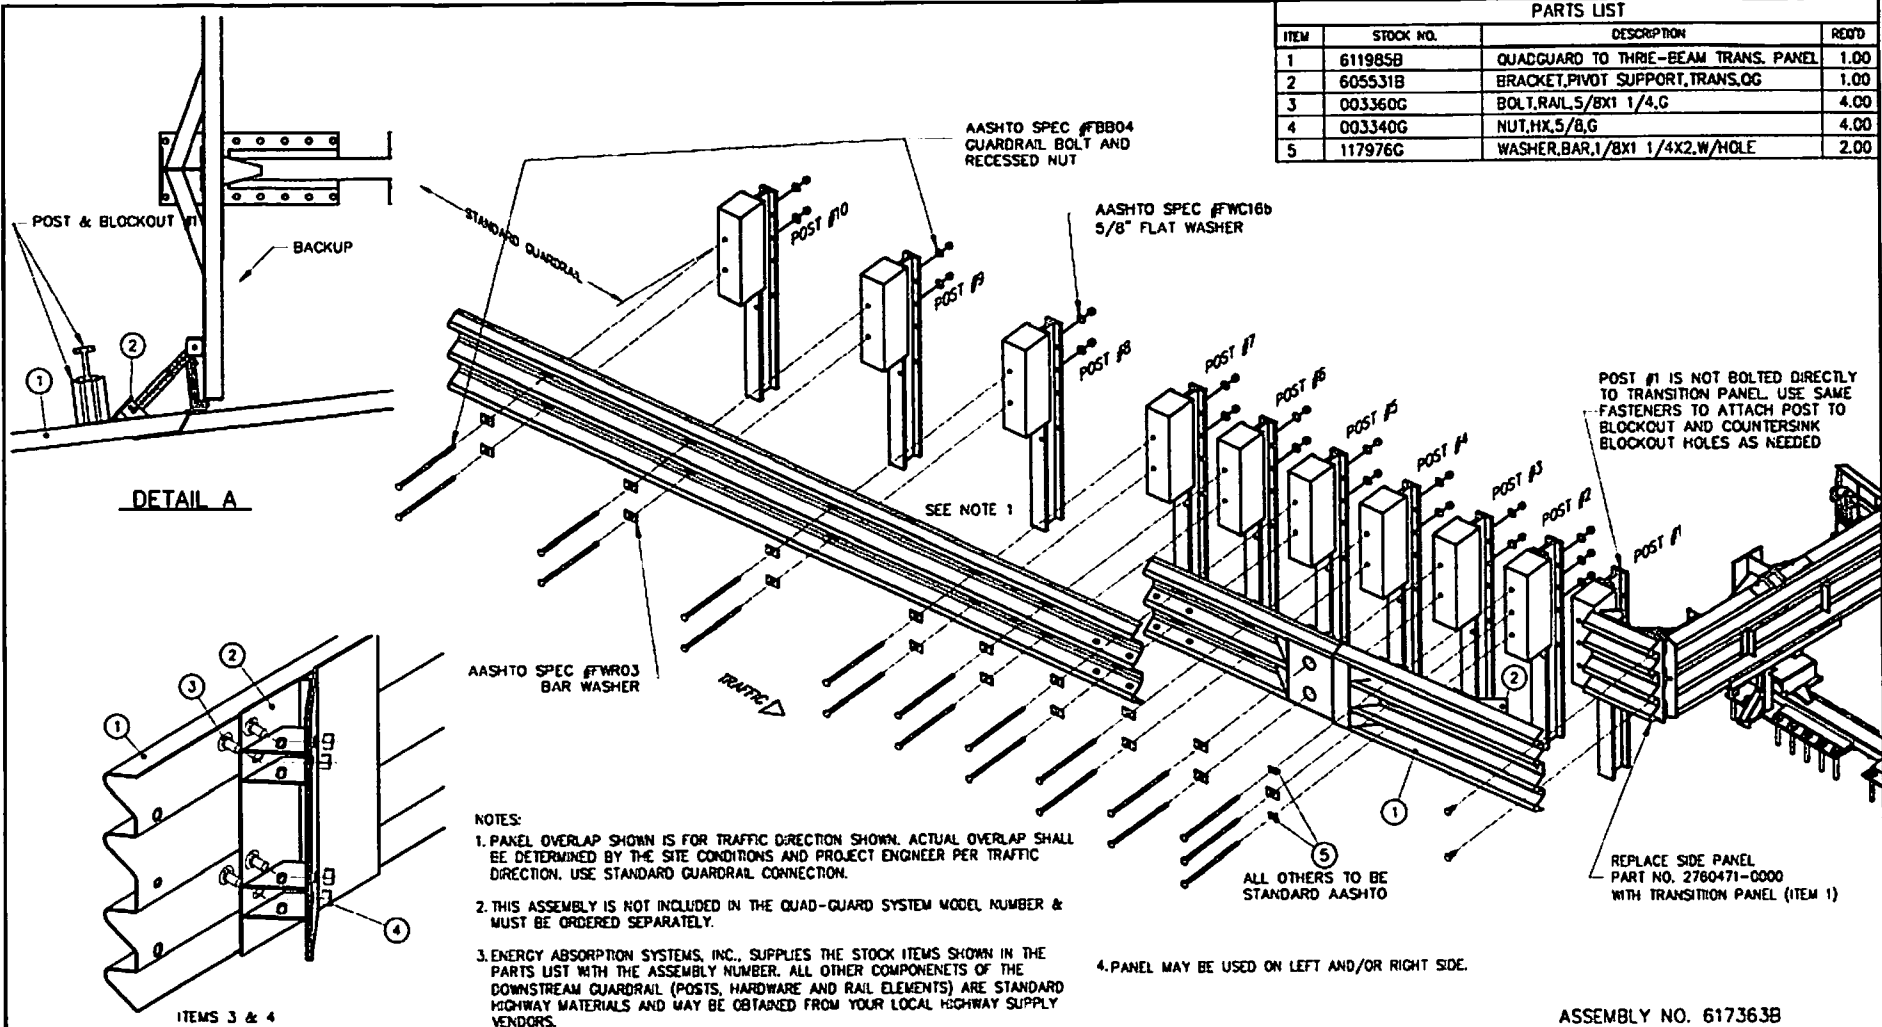 PARTS LIST
ITEM STOCK NO. DESCRIPTION REQ'D
1 611985B QUADGUARD TO THRIE-BEAM TRANS. PANEL 1.00
2 605531B BRACKET,PIVOT SUPPORT,TRANS,QG 1.00
3 003360G BOLT,RAIL,5/8X1 1/4,G 4.00
4 003340G NUT,HX,5/8,G 4.00
5 117976G WASHER,BAR,1/8X1 1/4X2,W/HOLE 2.00
POST & BLOCKOUT #1
BACKUP
2
1
DETAIL A
STANDARD GUARDRAIL
AASHTO SPEC #FBB04
GUARDRAIL BOLT AND
RECESSED NUT
AASHTO SPEC #FWC16b
5/8" FLAT WASHER
POST #10
POST #9
POST #8
POST #7
POST #6
POST #5
POST #4
POST #3
POST #2
POST #1
POST #1 IS NOT BOLTED DIRECTLY
TO TRANSITION PANEL. USE SAME
FASTENERS TO ATTACH POST TO
BLOCKOUT AND COUNTERSINK
BLOCKOUT HOLES AS NEEDED
SEE NOTE 1
AASHTO SPEC #FWR03
BAR WASHER
TRAFFIC
2
1
5
ALL OTHERS TO BE
STANDARD AASHTO
REPLACE SIDE PANEL
PART NO. 2760471-0000
WITH TRANSITION PANEL (ITEM 1)
2
3
1
4
ITEMS 3 & 4
NOTES:
1. PANEL OVERLAP SHOWN IS FOR TRAFFIC DIRECTION SHOWN. ACTUAL OVERLAP SHALL
BE DETERMINED BY THE SITE CONDITIONS AND PROJECT ENGINEER PER TRAFFIC
DIRECTION. USE STANDARD GUARDRAIL CONNECTION.
2. THIS ASSEMBLY IS NOT INCLUDED IN THE QUAD-GUARD SYSTEM MODEL NUMBER &
MUST BE ORDERED SEPARATELY.
3. ENERGY ABSORPTION SYSTEMS, INC., SUPPLIES THE STOCK ITEMS SHOWN IN THE
PARTS LIST WITH THE ASSEMBLY NUMBER. ALL OTHER COMPONENETS OF THE
DOWNSTREAM GUARDRAIL (POSTS, HARDWARE AND RAIL ELEMENTS) ARE STANDARD
HIGHWAY MATERIALS AND MAY BE OBTAINED FROM YOUR LOCAL HIGHWAY SUPPLY
VENDORS.
4. PANEL MAY BE USED ON LEFT AND/OR RIGHT SIDE.
ASSEMBLY NO. 617363B